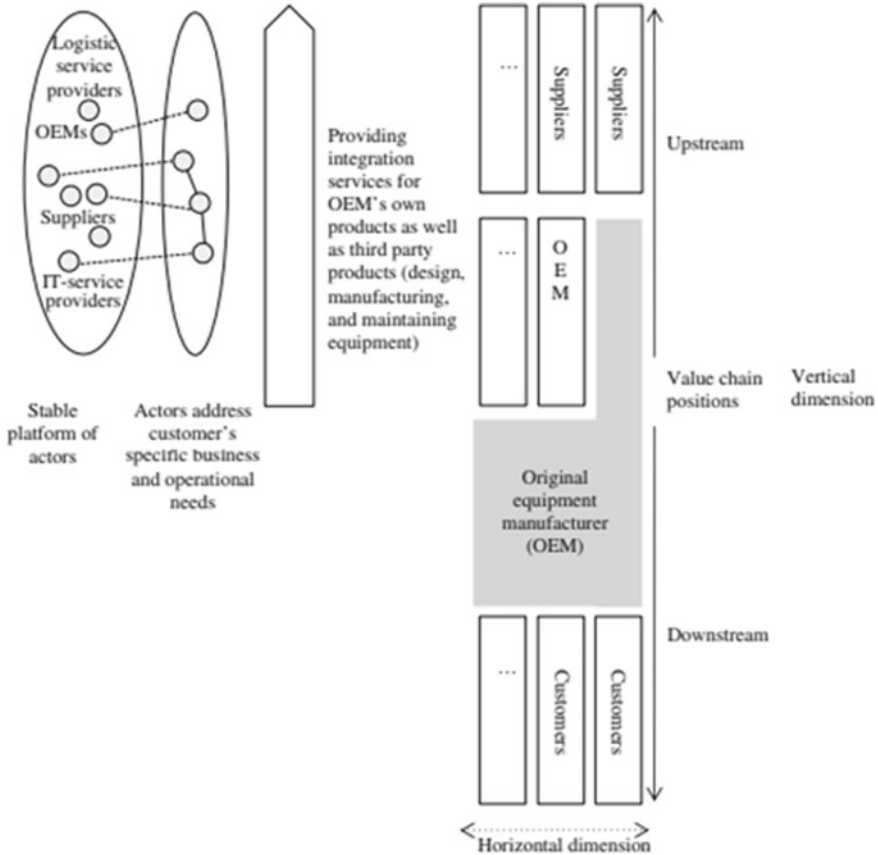 Logistic
service
providers
OEMs
Suppliers
IT-service
providers
Stable
platform of
actors
Actors address
customer's
specific business
and operational
needs
Providing
integration
services for
OEM's own
products as well
as third party
products (design,
manufacturing,
and maintaining
equipment)
...
Suppliers
Suppliers
...
O
E
M
Original
equipment
manufacturer
(OEM)
...
Customers
Customers
Upstream
Value chain
positions
Vertical
dimension
Downstream
Horizontal dimension